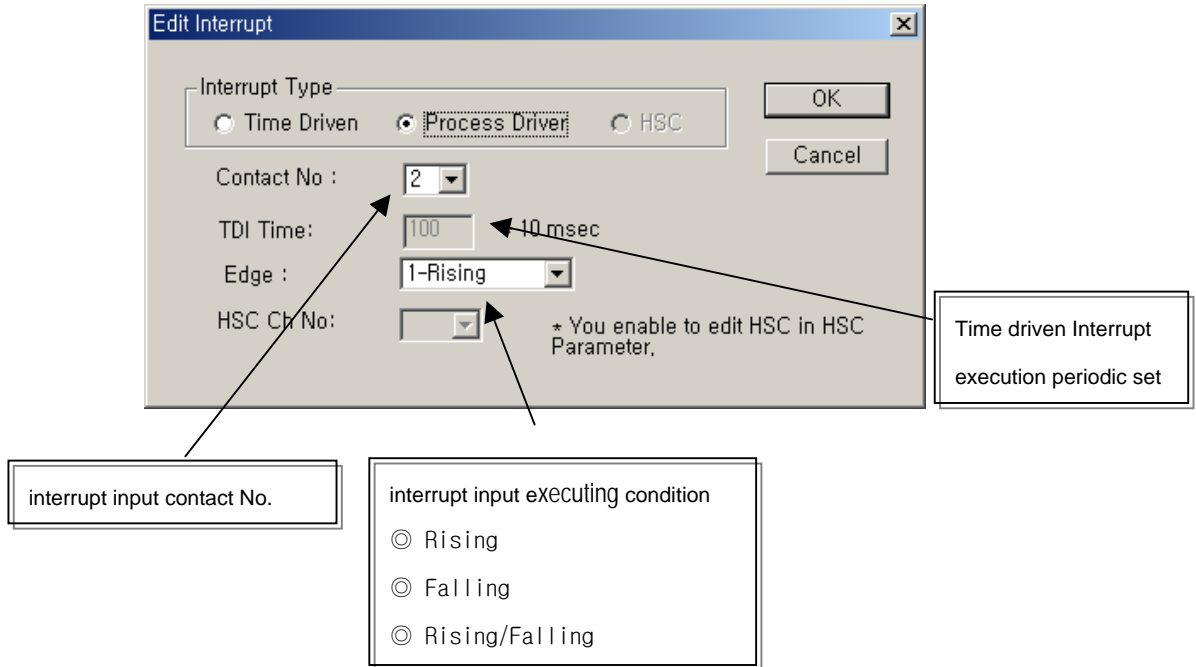 Edit Interrupt
Interrupt Type
Time Driven
Process Driver
HSC
OK
Cancel
Contact No :
2
TDI Time:
100
10 msec
Edge :
1-Rising
HSC Ch No:
* You enable to edit HSC in HSC
Parameter,
Time driven Interrupt
execution periodic set
interrupt input contact No.
interrupt input executing condition
◎ Rising
◎ Falling
◎ Rising/Falling